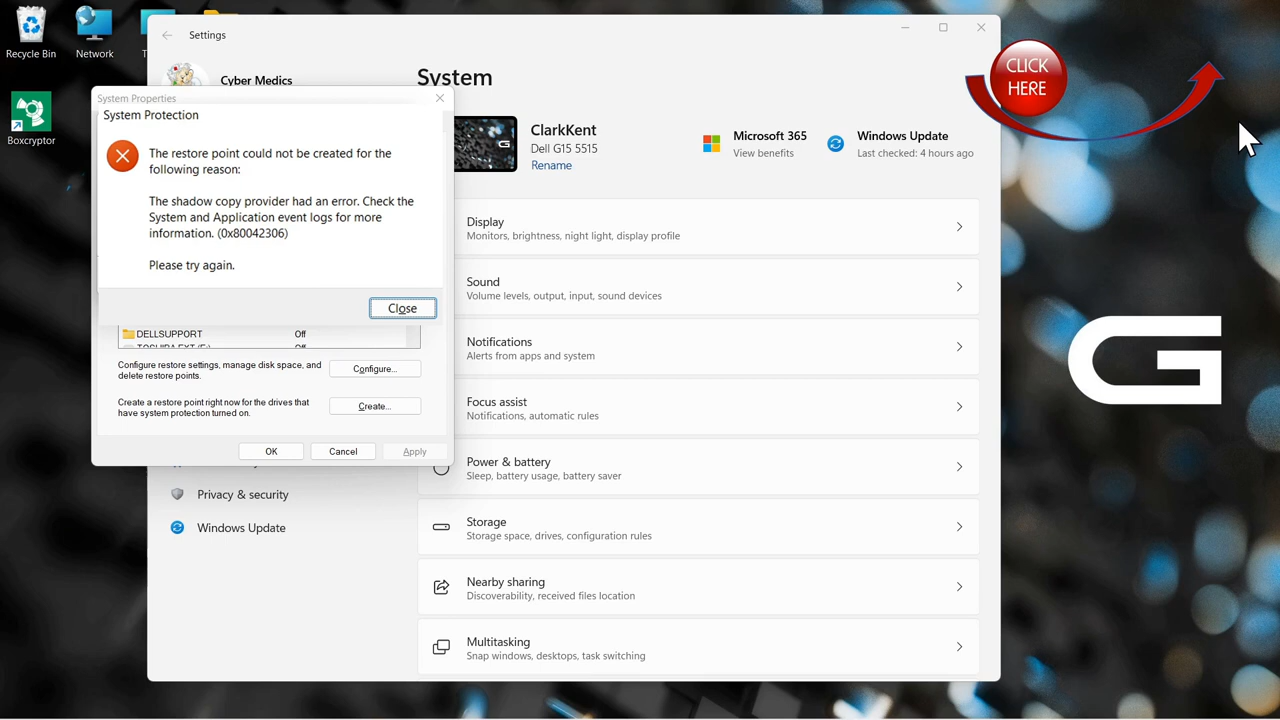 Recycle Bin
Network
Boxcryptor
Settings
Cyber Medics
System
CLICK
HERE
ClarkKent
Dell G15 5515
Rename
Microsoft 365
View benefits
Windows Update
Last checked: 4 hours ago
System Properties
System Protection
The restore point could not be created for the
following reason:
The shadow copy provider had an error. Check the
System and Application event logs for more
information. (0x80042306)
Please try again.
Close
DELLSUPPORT Off
TOSHIBA EXT (E:) Off
Configure restore settings, manage disk space, and
delete restore points.
Configure...
Create a restore point right now for the drives that
have system protection turned on.
Create...
OK
Cancel
Apply
Privacy & security
Windows Update
Display
Monitors, brightness, night light, display profile
Sound
Volume levels, output, input, sound devices
Notifications
Alerts from apps and system
Focus assist
Notifications, automatic rules
Power & battery
Sleep, battery usage, battery saver
Storage
Storage space, drives, configuration rules
Nearby sharing
Discoverability, received files location
Multitasking
Snap windows, desktops, task switching
G